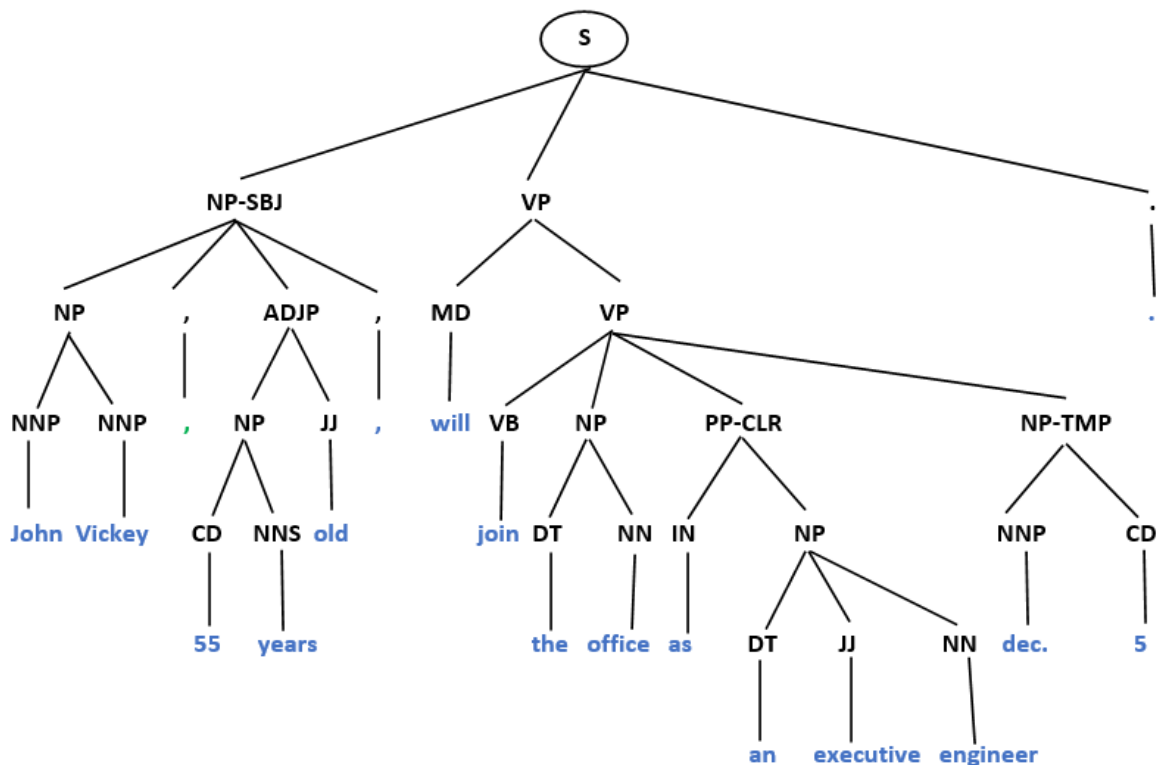 S
NP-SBJ VP .
NP , ADJP , MD VP .
NNP NNP , NP JJ , will VB NP PP-CLR NP-TMP
John Vickey CD NNS old join DT NN IN NP NNP CD
55 years the office as DT JJ NN dec. 5
an executive engineer